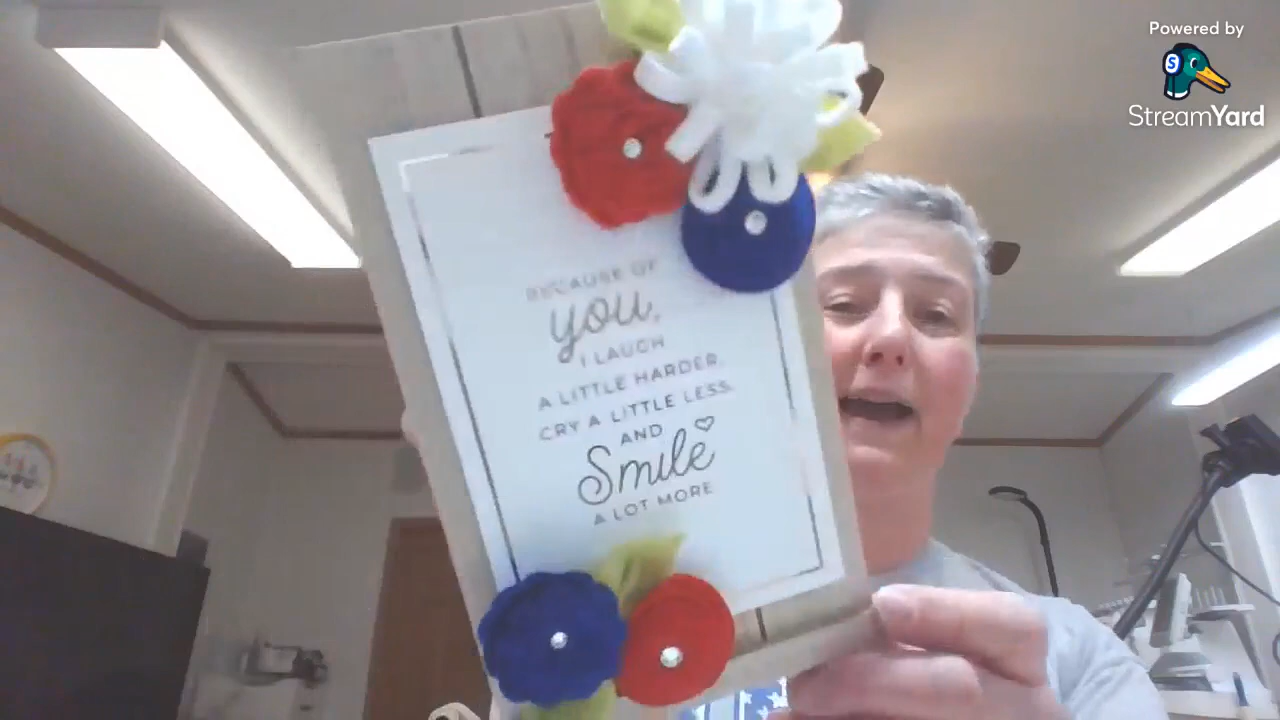 Powered by
StreamYard
BECAUSE OF
you,
I LAUGH
A LITTLE HARDER,
CRY A LITTLE LESS,
AND
Smile
A LOT MORE